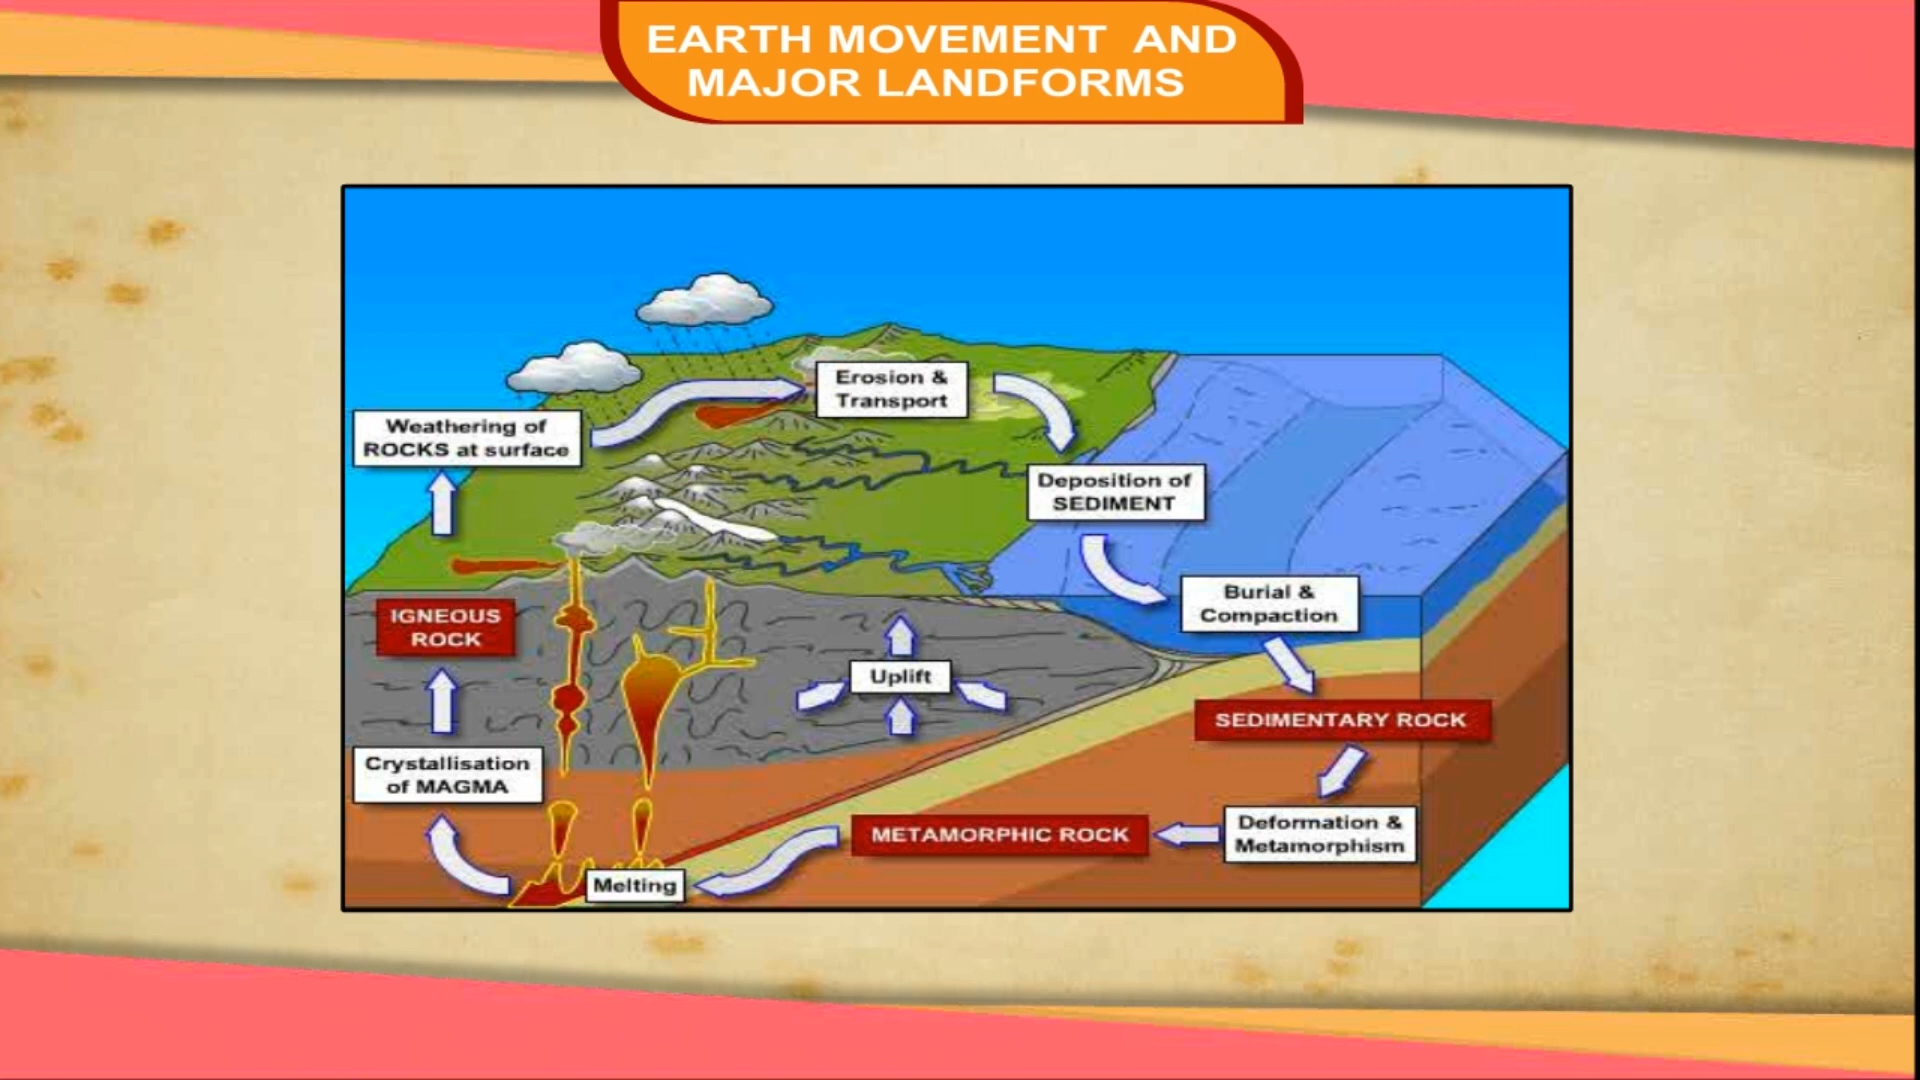 EARTH MOVEMENT AND
MAJOR LANDFORMS
Erosion &
Transport
Weathering of
ROCKS at surface
Deposition of
SEDIMENT
Burial &
Compaction
IGNEOUS
ROCK
Uplift
SEDIMENTARY ROCK
Crystallisation
of MAGMA
METAMORPHIC ROCK
Deformation &
Metamorphism
Melting